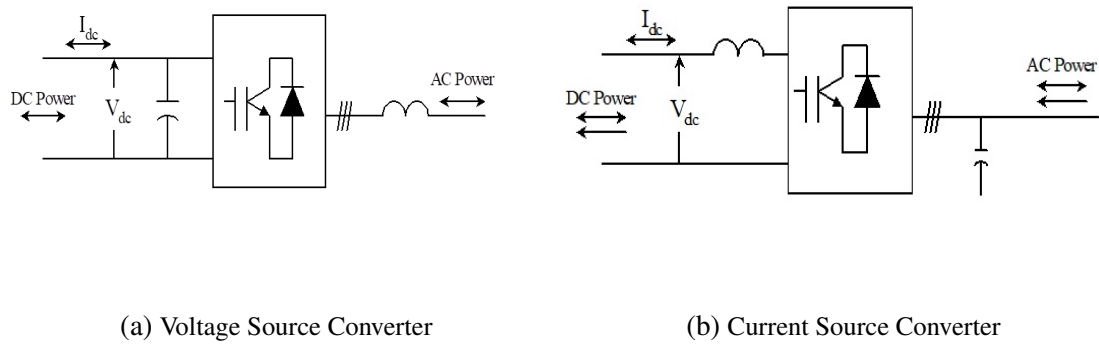 I_dc
DC Power
V_dc
AC Power
I_dc
DC Power
V_dc
AC Power
(a) Voltage Source Converter
(b) Current Source Converter